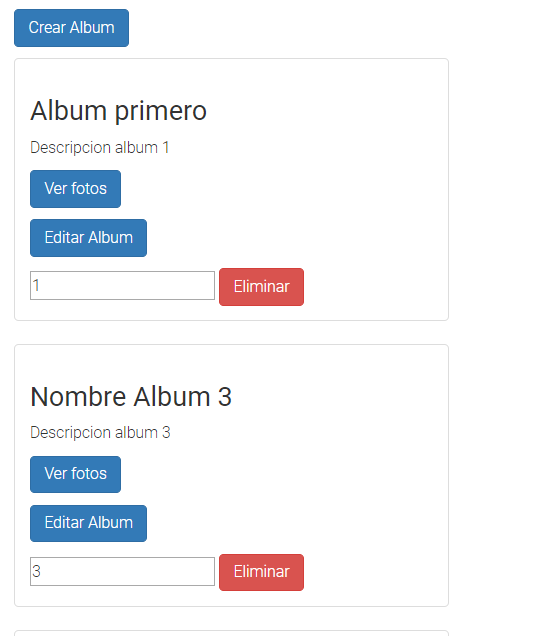 Crear Album
Album primero
Descripcion album 1
Ver fotos
Editar Album
1 Eliminar
Nombre Album 3
Descripcion album 3
Ver fotos
Editar Album
3 Eliminar